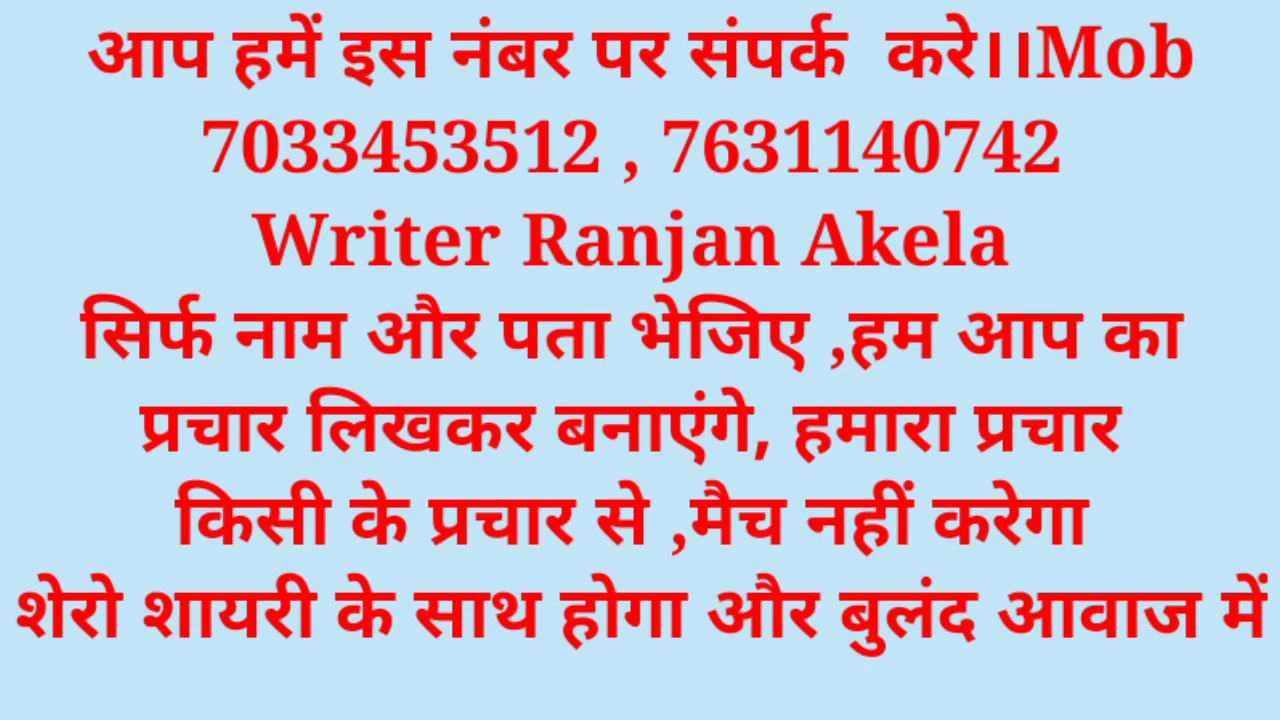 आप हमें इस नंबर पर संपर्क  करे।।Mob
7033453512 , 7631140742
Writer Ranjan Akela
सिर्फ नाम और पता भेजिए ,हम आप का
प्रचार लिखकर बनाएंगे, हमारा प्रचार
किसी के प्रचार से ,मैच नहीं करेगा
शेरो शायरी के साथ होगा और बुलंद आवाज में